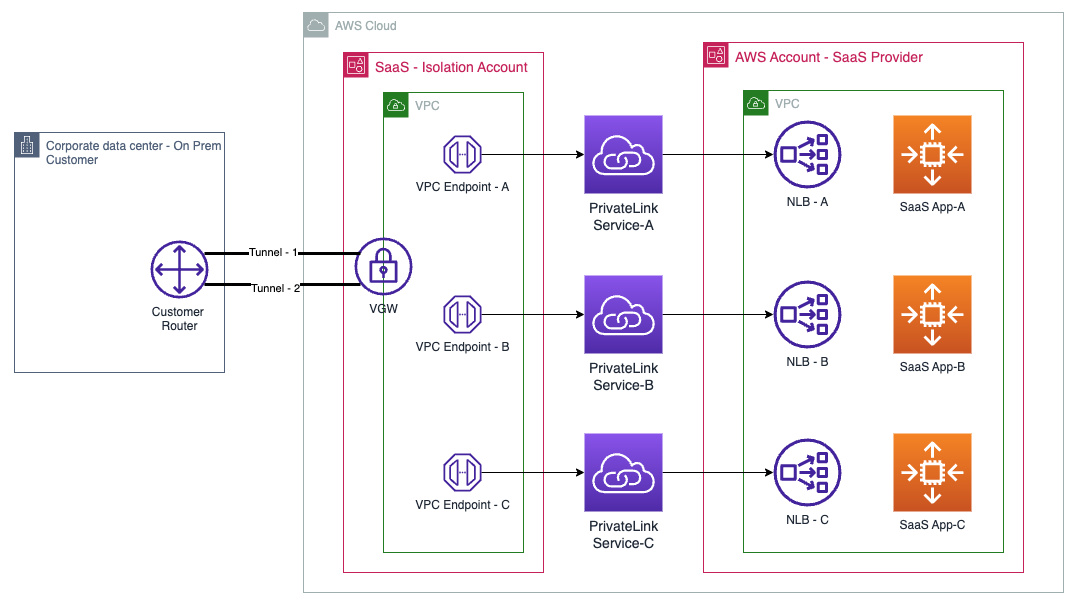 AWS Cloud
SaaS - Isolation Account
AWS Account - SaaS Provider
VPC
VPC
Corporate data center - On Prem
Customer
VPC Endpoint - A
PrivateLink
Service-A
NLB - A
SaaS App-A
Tunnel - 1
Tunnel - 2
Customer
Router
VGW
VPC Endpoint - B
PrivateLink
Service-B
NLB - B
SaaS App-B
VPC Endpoint - C
PrivateLink
Service-C
NLB - C
SaaS App-C